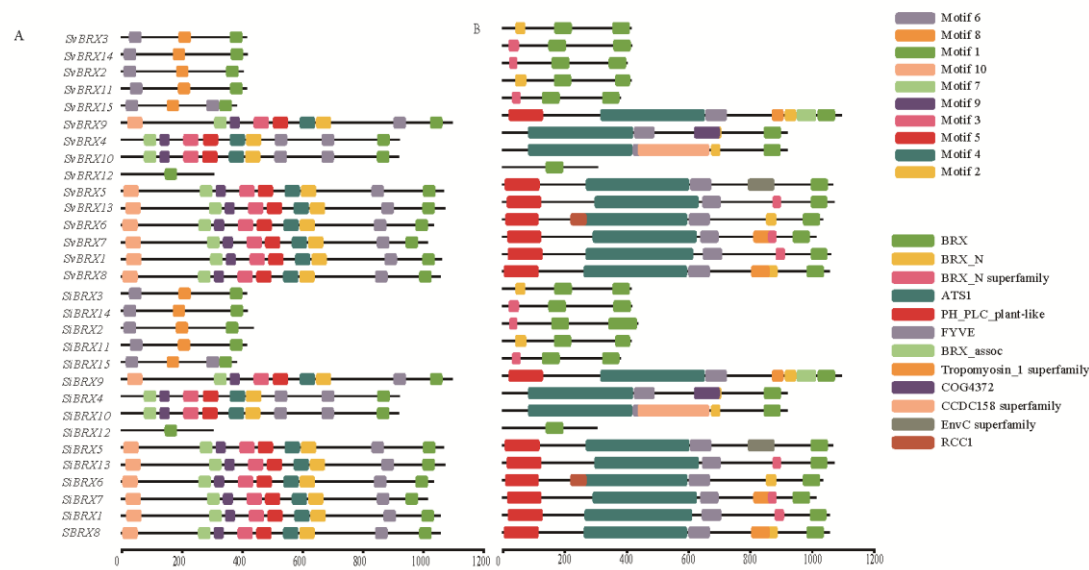 A
B
SvBRX3
SvBRX14
SvBRX2
SvBRX11
SvBRX15
SvBRX9
SvBRX4
SvBRX10
SvBRX12
SvBRX5
SvBRX13
SvBRX6
SvBRX7
SvBRX1
SvBRX8
SiBRX3
SiBRX14
SiBRX2
SiBRX11
SiBRX15
SiBRX9
SiBRX4
SiBRX10
SiBRX12
SiBRX5
SiBRX13
SiBRX6
SiBRX7
SiBRX1
SBRX8
0 200 400 600 800 1000 1200
0 200 400 600 800 1000 1200
Motif 6
Motif 8
Motif 1
Motif 10
Motif 7
Motif 9
Motif 3
Motif 5
Motif 4
Motif 2
BRX
BRX_N
BRX_N superfamily
ATS1
PH_PLC_plant-like
FYVE
BRX_assoc
Tropomyosin_1 superfamily
COG4372
CCDC158 superfamily
EnvC superfamily
RCC1